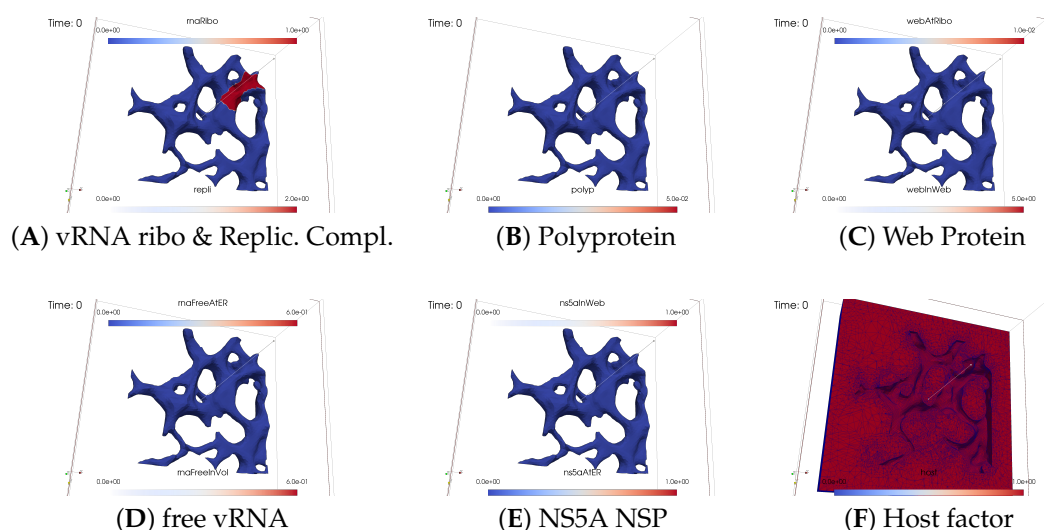 Time: 0
rnaRibo
0.0e+00
1.0e+00
repli
0.0e+00
2.0e+00
(A) vRNA ribo & Replic. Compl.
Time: 0
polyp
0.0e+00
5.0e-02
(B) Polyprotein
Time: 0
webAtRibo
0.0e+00
1.0e-02
webInWeb
0.0e+00
5.0e+00
(C) Web Protein
Time: 0
rnaFreeAtER
0.0e+00
6.0e-01
rnaFreeInVol
0.0e+00
6.0e-01
(D) free vRNA
Time: 0
ns5aInWeb
0.0e+00
1.0e+00
ns5aAtER
0.0e+00
1.0e+00
(E) NS5A NSP
Time: 0
host
0.0e+00
1.0e+00
(F) Host factor